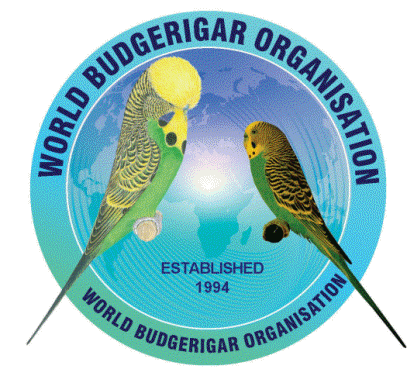 WORLD BUDGERIGAR ORGANISATION
ESTABLISHED
1994
WORLD BUDGERIGAR ORGANISATION